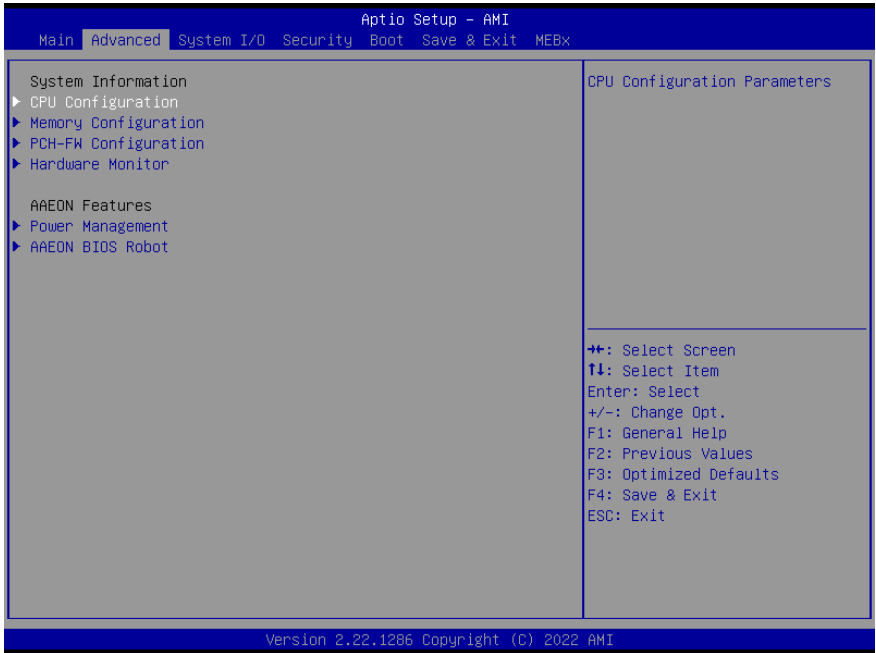 Aptio Setup – AMI
Main Advanced System I/O Security Boot Save & Exit MEBx
System Information
▶ CPU Configuration
▶ Memory Configuration
▶ PCH-FW Configuration
▶ Hardware Monitor
AAEON Features
▶ Power Management
▶ AAEON BIOS Robot
CPU Configuration Parameters
→←: Select Screen
↑↓: Select Item
Enter: Select
+/-: Change Opt.
F1: General Help
F2: Previous Values
F3: Optimized Defaults
F4: Save & Exit
ESC: Exit
Version 2.22.1286 Copyright (C) 2022 AMI